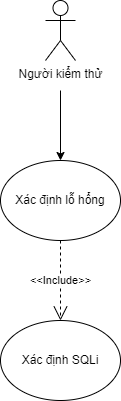 Người kiểm thử
Xác định lỗ hổng
<<Include>>
Xác định SQLi